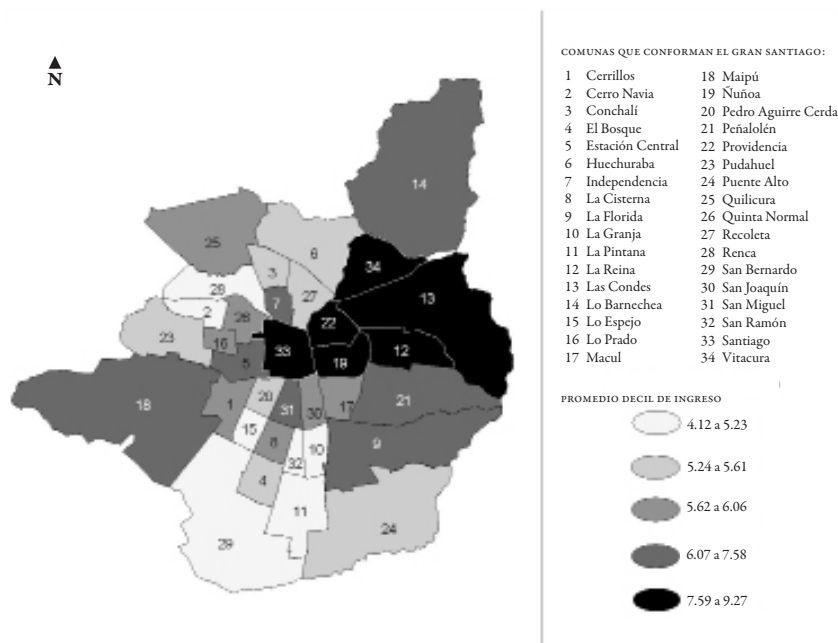 N
14
25
6
34
3
13
28
27
7
2
26
22
23
16
33
12
19
5
18
20
1
31
30
17
21
15
8
10
9
32
4
11
24
29
COMUNAS QUE CONFORMAN EL GRAN SANTIAGO:
1 Cerrillos
2 Cerro Navia
3 Conchalí
4 El Bosque
5 Estación Central
6 Huechuraba
7 Independencia
8 La Cisterna
9 La Florida
10 La Granja
11 La Pintana
12 La Reina
13 Las Condes
14 Lo Barnechea
15 Lo Espejo
16 Lo Prado
17 Macul
18 Maipú
19 Ñuñoa
20 Pedro Aguirre Cerda
21 Peñalolén
22 Providencia
23 Pudahuel
24 Puente Alto
25 Quilicura
26 Quinta Normal
27 Recoleta
28 Renca
29 San Bernardo
30 San Joaquín
31 San Miguel
32 San Ramón
33 Santiago
34 Vitacura
PROMEDIO DECIL DE INGRESO
4.12 a 5.23
5.24 a 5.61
5.62 a 6.06
6.07 a 7.58
7.59 a 9.27